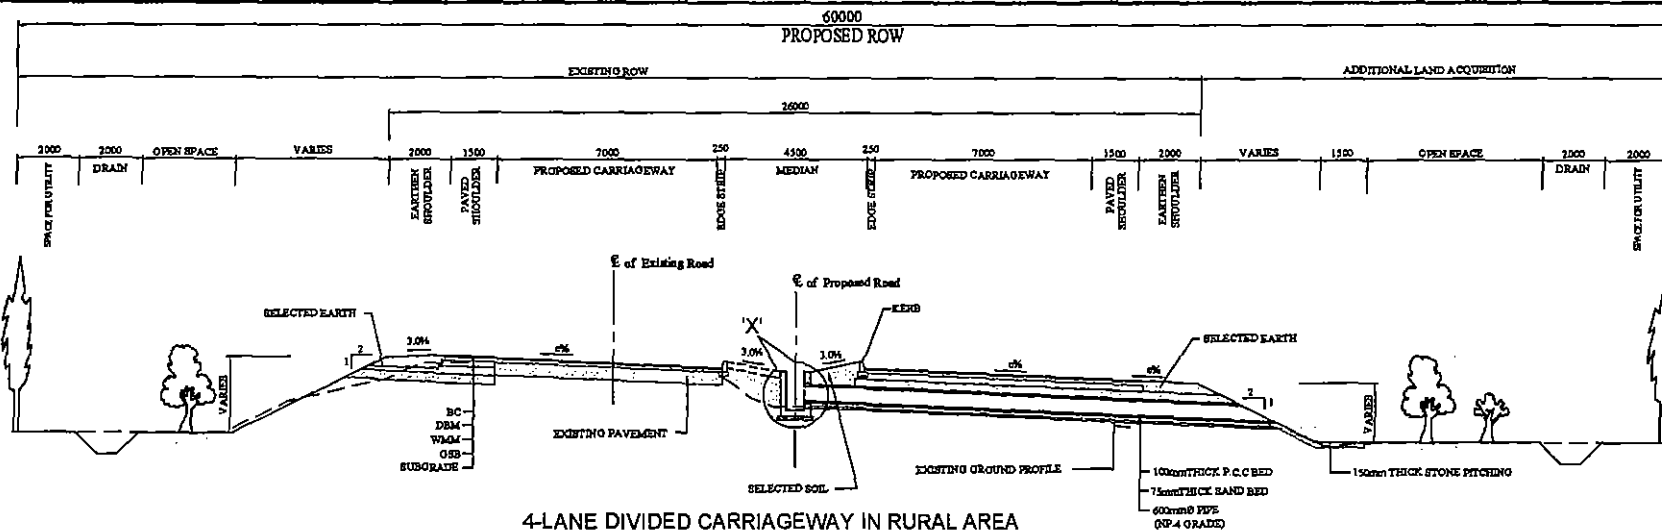 60000
PROPOSED ROW
EXISTING ROW
ADDITIONAL LAND ACQUISITION
26000
2000 2000 OPEN SPACE VARIES 2000 1500 7000 250 4500 250 7000 1500 2000 VARIES 1500 OPEN SPACE 2000 2000
DRAIN PROPOSED CARRIAGEWAY MEDIAN PROPOSED CARRIAGEWAY DRAIN
SPACE FOR UTILITY
EARTHEN
SHOULDER
PAVED
SHOULDER
EDGE STRIP
EDGE STRIP
PAVED
SHOULDER
EARTHEN
SHOULDER
SPACE FOR UTILITY
℄ of Existing Road
℄ of Proposed Road
SELECTED EARTH
'X'
KERB
SELECTED EARTH
1 2
3.0%
e%
3.0%
3.0%
e%
e%
2 1
VARIES
VARIES
BC
DBM
WMM
GSB
SUBGRADE
EXISTING PAVEMENT
SELECTED SOIL
EXISTING GROUND PROFILE
100mm THICK P.C.C BED
75mm THICK SAND BED
600mmØ PIPE
(NP-4 GRADE)
150mm THICK STONE PITCHING
4-LANE DIVIDED CARRIAGEWAY IN RURAL AREA